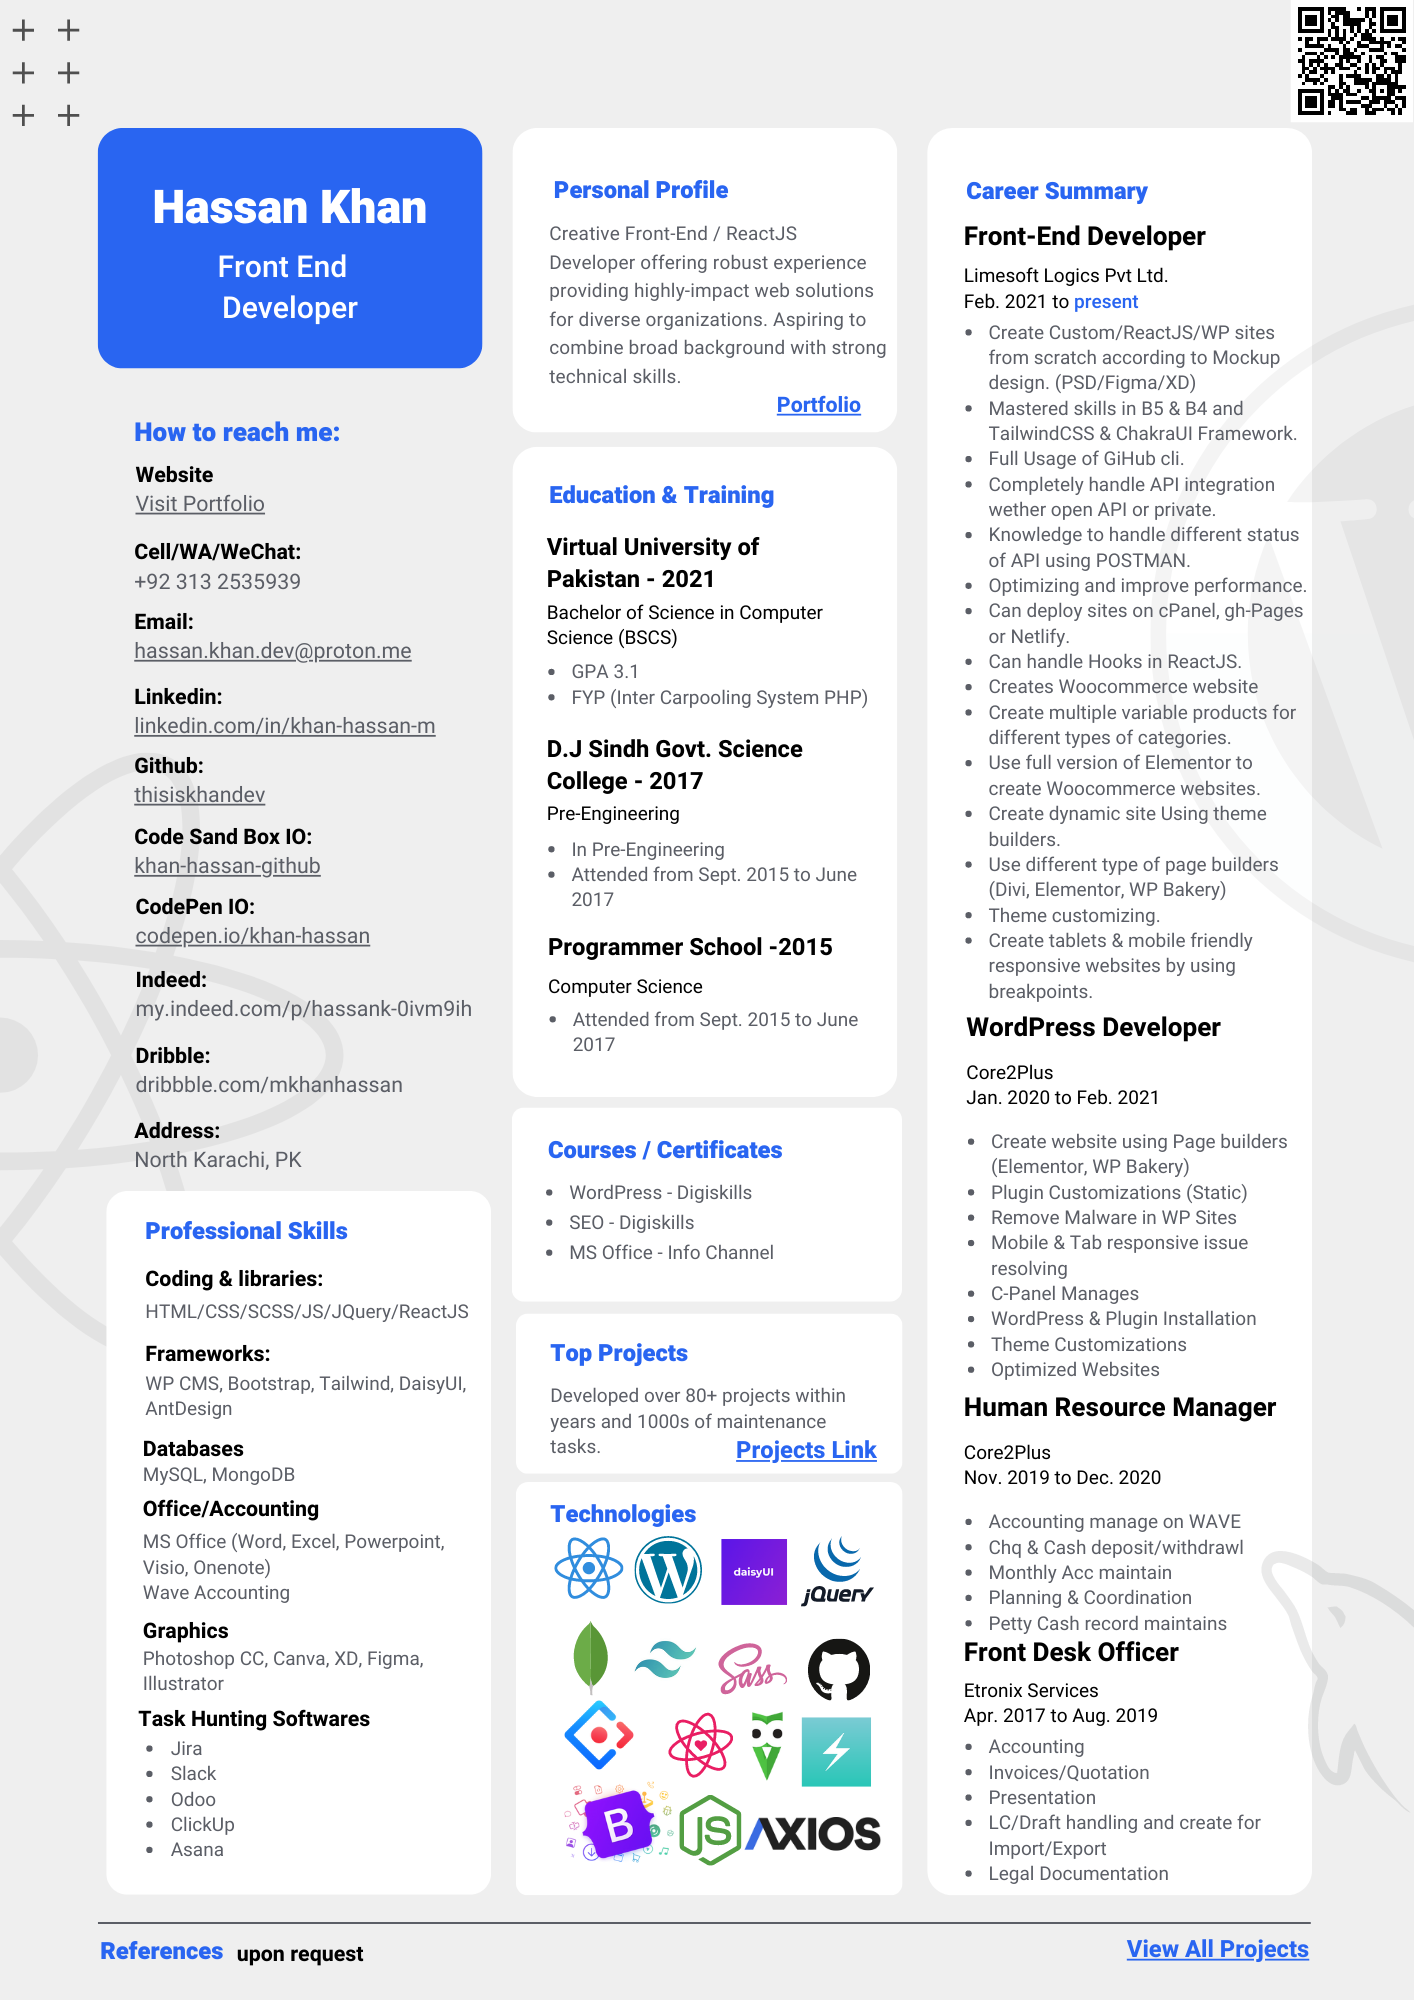 Hassan Khan
Front End
Developer
How to reach me:
Website
Visit Portfolio
Cell/WA/WeChat:
+92 313 2535939
Email:
hassan.khan.dev@proton.me
Linkedin:
linkedin.com/in/khan-hassan-m
Github:
thisiskhandev
Code Sand Box IO:
khan-hassan-github
CodePen IO:
codepen.io/khan-hassan
Indeed:
my.indeed.com/p/hassank-0ivm9ih
Dribble:
dribbble.com/mkhanhassan
Address:
North Karachi, PK
Professional Skills
Coding & libraries:
HTML/CSS/SCSS/JS/JQuery/ReactJS
Frameworks:
WP CMS, Bootstrap, Tailwind, DaisyUI,
AntDesign
Databases
MySQL, MongoDB
Office/Accounting
MS Office (Word, Excel, Powerpoint,
Visio, Onenote)
Wave Accounting
Graphics
Photoshop CC, Canva, XD, Figma,
Illustrator
Task Hunting Softwares
• Jira
• Slack
• Odoo
• ClickUp
• Asana
Personal Profile
Creative Front-End / ReactJS
Developer offering robust experience
providing highly-impact web solutions
for diverse organizations. Aspiring to
combine broad background with strong
technical skills.
Portfolio
Education & Training
Virtual University of
Pakistan - 2021
Bachelor of Science in Computer
Science (BSCS)
• GPA 3.1
• FYP (Inter Carpooling System PHP)
D.J Sindh Govt. Science
College - 2017
Pre-Engineering
• In Pre-Engineering
• Attended from Sept. 2015 to June
2017
Programmer School -2015
Computer Science
• Attended from Sept. 2015 to June
2017
Courses / Certificates
• WordPress - Digiskills
• SEO - Digiskills
• MS Office - Info Channel
Top Projects
Developed over 80+ projects within
years and 1000s of maintenance
tasks.
Projects Link
Technologies
W
daisyUI
jQuery
Sass
B
JS
AXIOS
Career Summary
Front-End Developer
Limesoft Logics Pvt Ltd.
Feb. 2021 to present
• Create Custom/ReactJS/WP sites
from scratch according to Mockup
design. (PSD/Figma/XD)
• Mastered skills in B5 & B4 and
TailwindCSS & ChakraUI Framework.
• Full Usage of GiHub cli.
• Completely handle API integration
wether open API or private.
• Knowledge to handle different status
of API using POSTMAN.
• Optimizing and improve performance.
• Can deploy sites on cPanel, gh-Pages
or Netlify.
• Can handle Hooks in ReactJS.
• Creates Woocommerce website
• Create multiple variable products for
different types of categories.
• Use full version of Elementor to
create Woocommerce websites.
• Create dynamic site Using theme
builders.
• Use different type of page builders
(Divi, Elementor, WP Bakery)
• Theme customizing.
• Create tablets & mobile friendly
responsive websites by using
breakpoints.
WordPress Developer
Core2Plus
Jan. 2020 to Feb. 2021
• Create website using Page builders
(Elementor, WP Bakery)
• Plugin Customizations (Static)
• Remove Malware in WP Sites
• Mobile & Tab responsive issue
resolving
• C-Panel Manages
• WordPress & Plugin Installation
• Theme Customizations
• Optimized Websites
Human Resource Manager
Core2Plus
Nov. 2019 to Dec. 2020
• Accounting manage on WAVE
• Chq & Cash deposit/withdrawl
• Monthly Acc maintain
• Planning & Coordination
• Petty Cash record maintains
Front Desk Officer
Etronix Services
Apr. 2017 to Aug. 2019
• Accounting
• Invoices/Quotation
• Presentation
• LC/Draft handling and create for
Import/Export
• Legal Documentation
References upon request
View All Projects